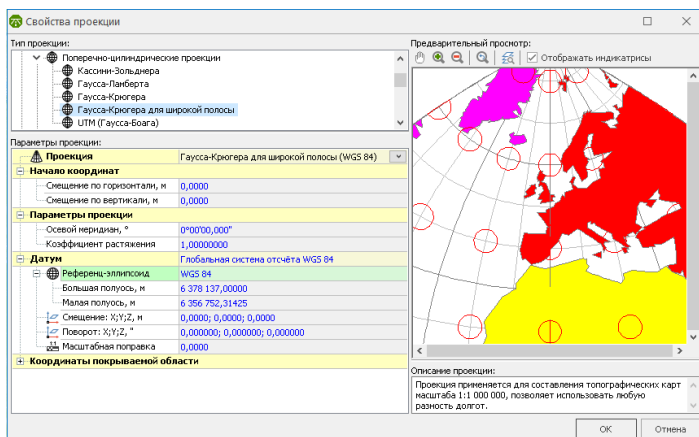 Свойства проекции
Тип проекции:
Поперечно-цилиндрические проекции
Кассини-Зольднера
Гаусса-Ламберта
Гаусса-Крюгера
Гаусса-Крюгера для широкой полосы
UTM (Гаусса-Боага)
Параметры проекции:
Проекция Гаусса-Крюгера для широкой полосы (WGS 84)
Начало координат
Смещение по горизонтали, м 0,0000
Смещение по вертикали, м 0,0000
Параметры проекции
Осевой меридиан, ° 0°00'00,000"
Коэффициент растяжения 1,00000000
Датум Глобальная система отсчёта WGS 84
Референц-эллипсоид WGS 84
Большая полуось, м 6 378 137,00000
Малая полуось, м 6 356 752,31425
Смещение: X;Y;Z, м 0,0000; 0,0000; 0,0000
Поворот: X;Y;Z, " 0,000000; 0,000000; 0,000000
Масштабная поправка 0,0000
Координаты покрываемой области
Предварительный просмотр:
Отображать индикатрисы
Описание проекции:
Проекция применяется для составления топографических карт
масштаба 1:1 000 000, позволяет использовать любую
разность долгот.
OK
Отмена